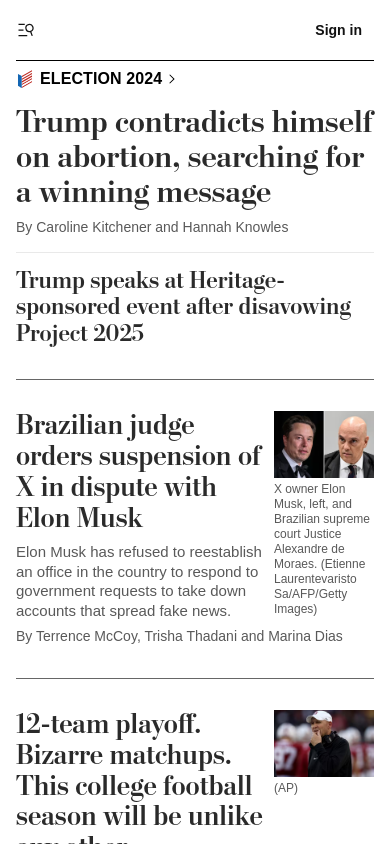 Sign in
ELECTION 2024
Trump contradicts himself
on abortion, searching for
a winning message
By Caroline Kitchener and Hannah Knowles
Trump speaks at Heritage-
sponsored event after disavowing
Project 2025
Brazilian judge
orders suspension of
X in dispute with
Elon Musk
Elon Musk has refused to reestablish
an office in the country to respond to
government requests to take down
accounts that spread fake news.
By Terrence McCoy, Trisha Thadani and Marina Dias
X owner Elon
Musk, left, and
Brazilian supreme
court Justice
Alexandre de
Moraes. (Etienne
Laurentevaristo
Sa/AFP/Getty
Images)
12-team playoff.
Bizarre matchups.
This college football
season will be unlike
any other
(AP)